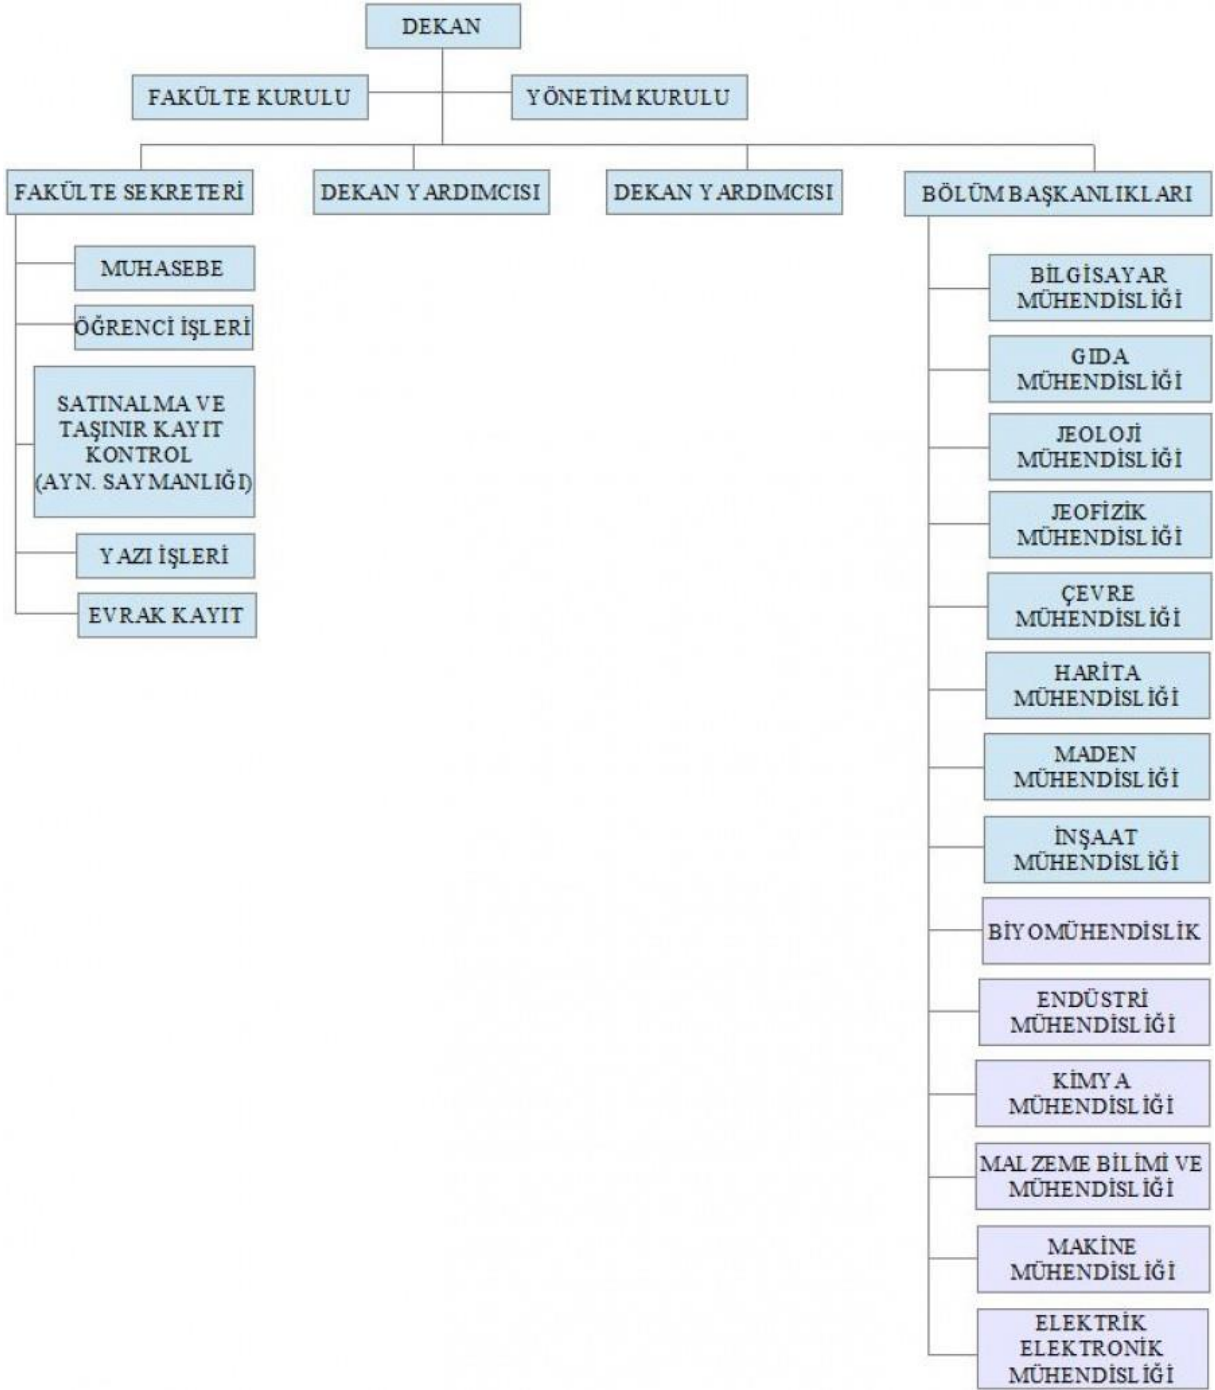 DEKAN
FAKÜLTE KURULU
YÖNETİM KURULU
FAKÜLTE SEKRETERİ
DEKAN YARDIMCISI
DEKAN YARDIMCISI
BÖLÜM BAŞKANLIKLARI
MUHASEBE
ÖĞRENCİ İŞLERİ
SATINALMA VE
TAŞINIR KAYIT
KONTROL
(AYN. SAYMANLIĞI)
YAZI İŞLERİ
EVRAK KAYIT
BİLGİSAYAR
MÜHENDİSLİĞİ
GIDA
MÜHENDİSLİĞİ
JEOLOJİ
MÜHENDİSLİĞİ
JEOFİZİK
MÜHENDİSLİĞİ
ÇEVRE
MÜHENDİSLİĞİ
HARİTA
MÜHENDİSLİĞİ
MADEN
MÜHENDİSLİĞİ
İNŞAAT
MÜHENDİSLİĞİ
BİYOMÜHENDİSLİK
ENDÜSTRİ
MÜHENDİSLİĞİ
KİMYA
MÜHENDİSLİĞİ
MALZEME BİLİMİ VE
MÜHENDİSLİĞİ
MAKİNE
MÜHENDİSLİĞİ
ELEKTRİK
ELEKTRONİK
MÜHENDİSLİĞİ